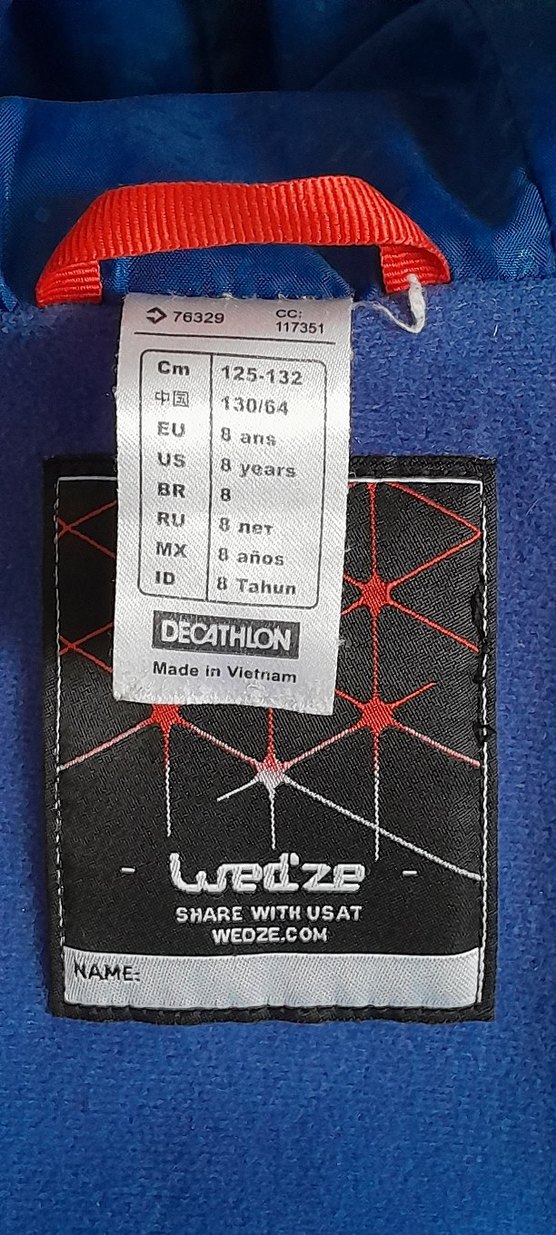 76329 CC: 117351
Cm 125-132
中国 130/64
EU 8 ans
US 8 years
BR 8
RU 8 лет
MX 8 años
ID 8 Tahun
DECATHLON
Made in Vietnam
- wed'ze -
SHARE WITH US AT
WEDZE.COM
NAME: